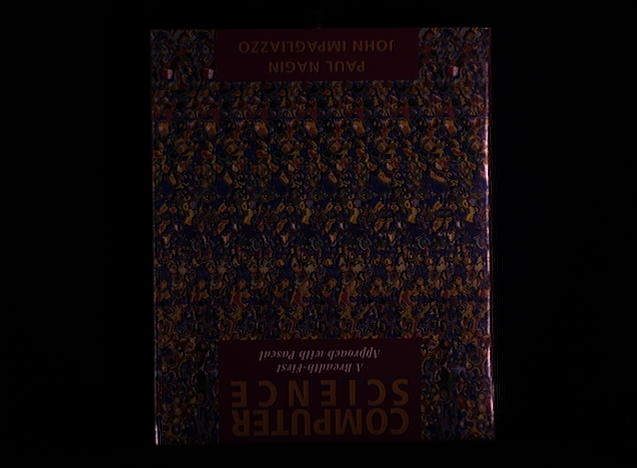 COMPUTER
SCIENCE
A Breadth-First
Approach with Pascal
PAUL NAGIN
JOHN IMPAGLIAZZO